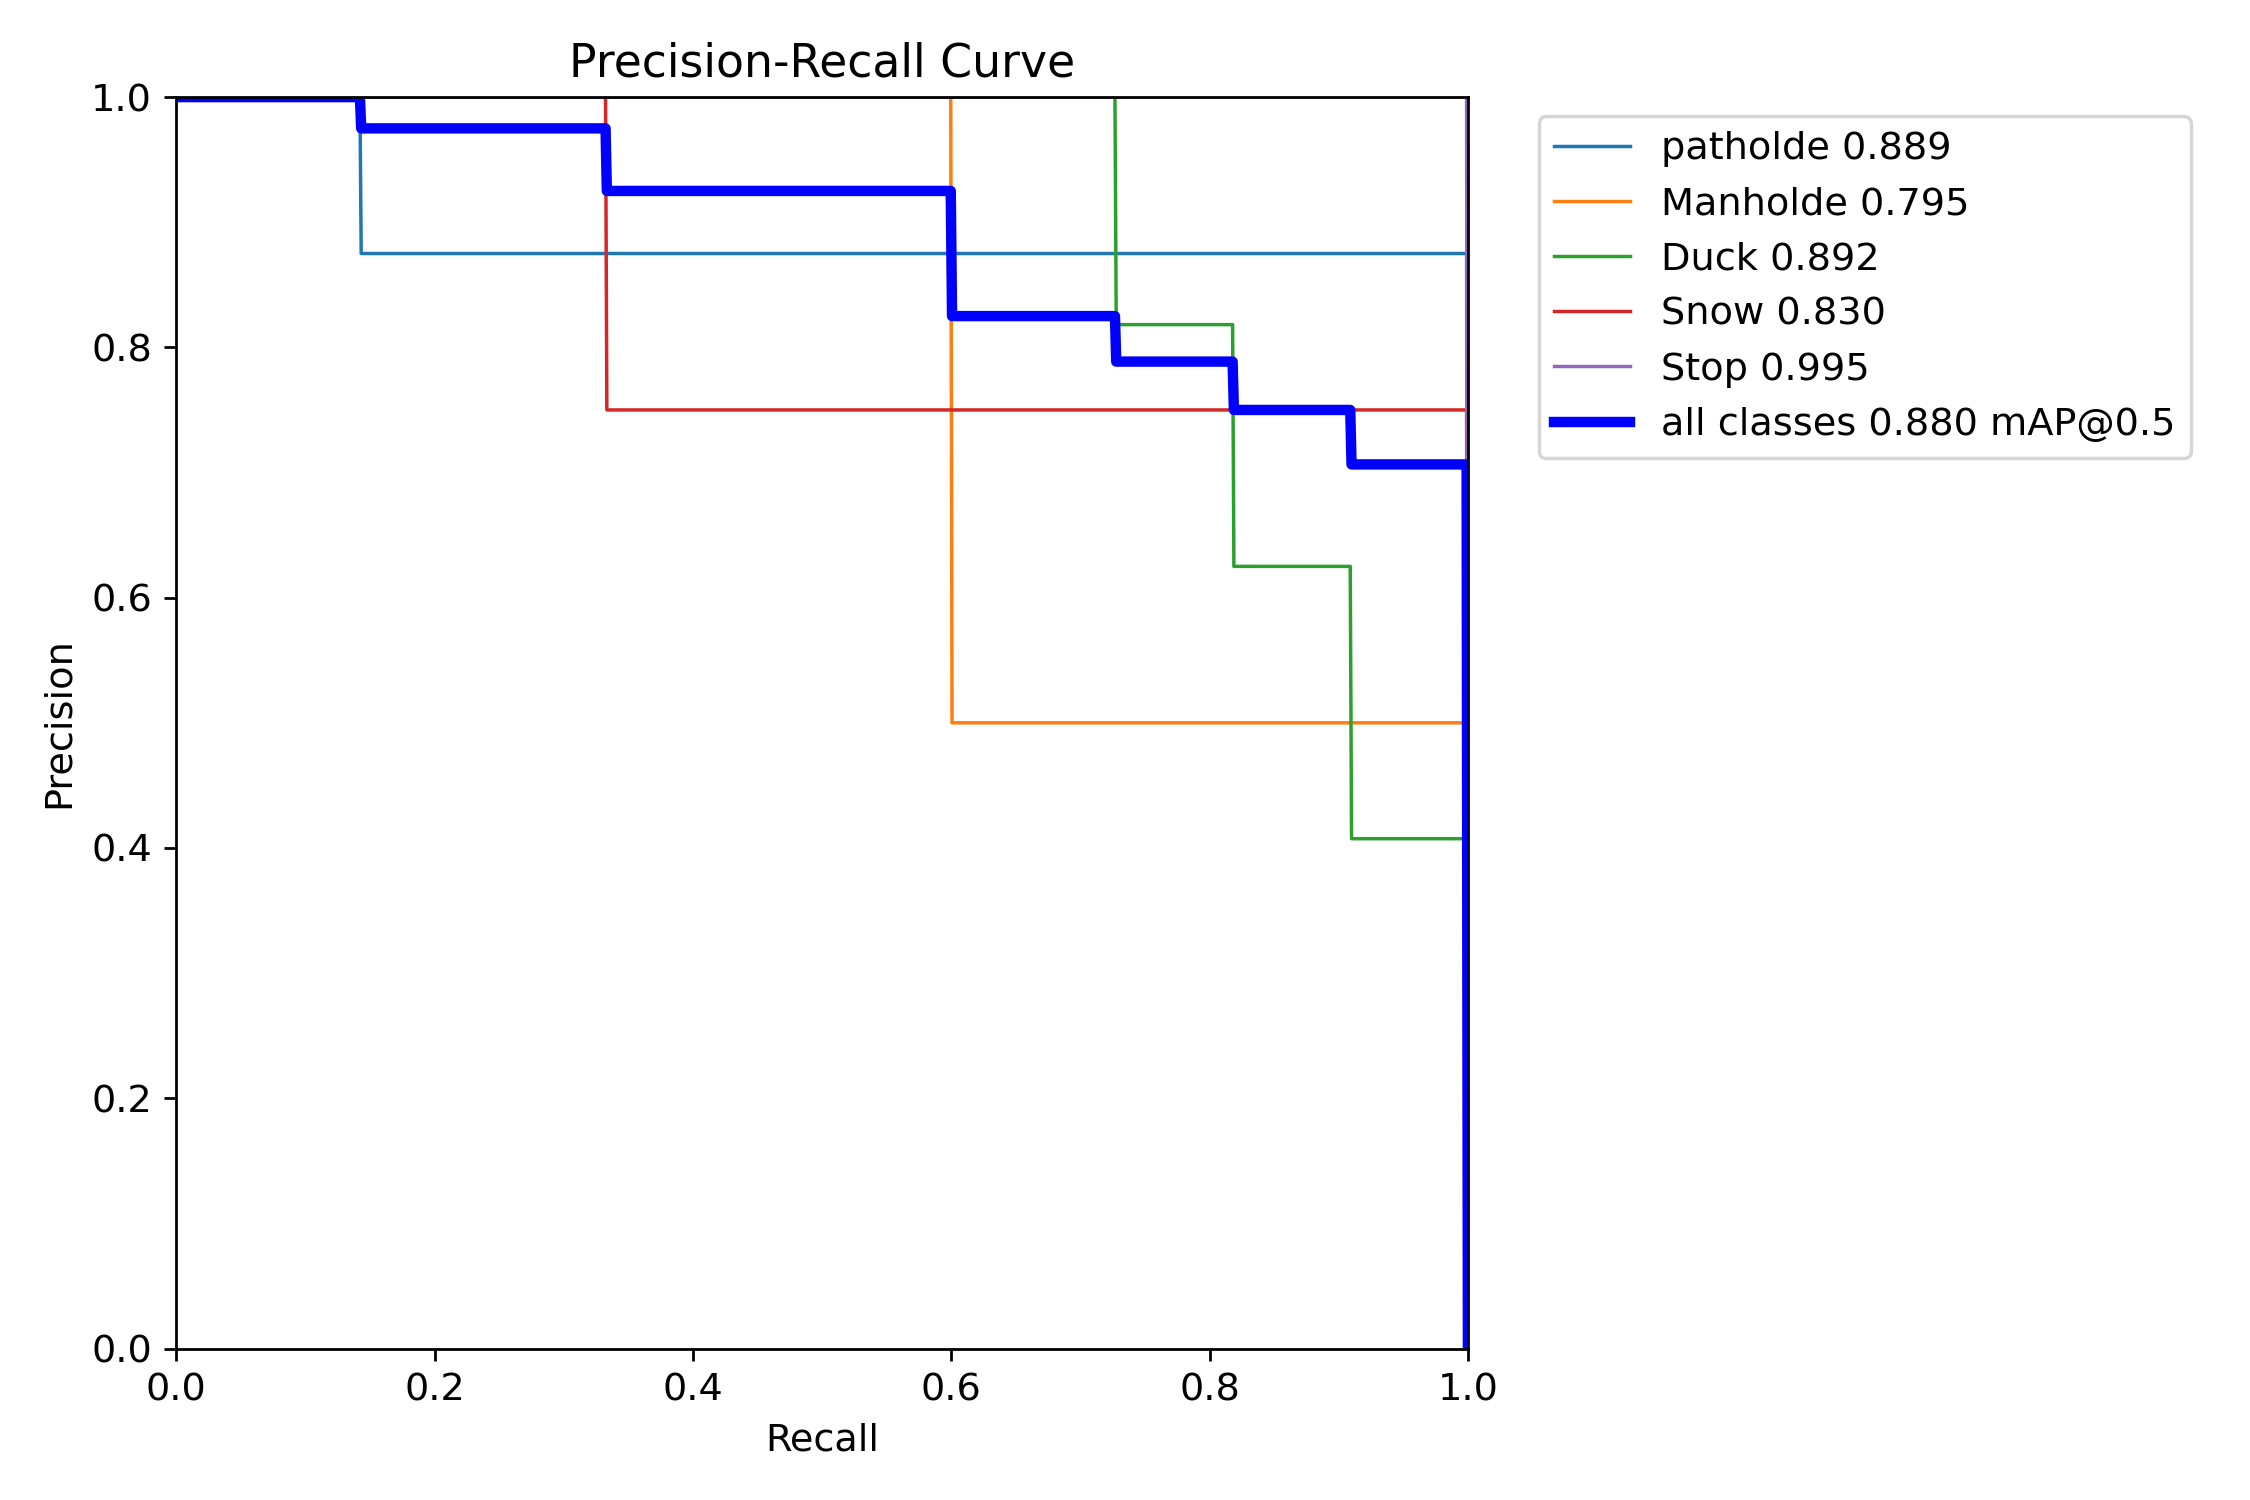 Precision-Recall Curve
1.0
0.8
0.6
0.4
0.2
0.0
Precision
0.0 0.2 0.4 0.6 0.8 1.0
Recall
patholde 0.889
Manholde 0.795
Duck 0.892
Snow 0.830
Stop 0.995
all classes 0.880 mAP@0.5